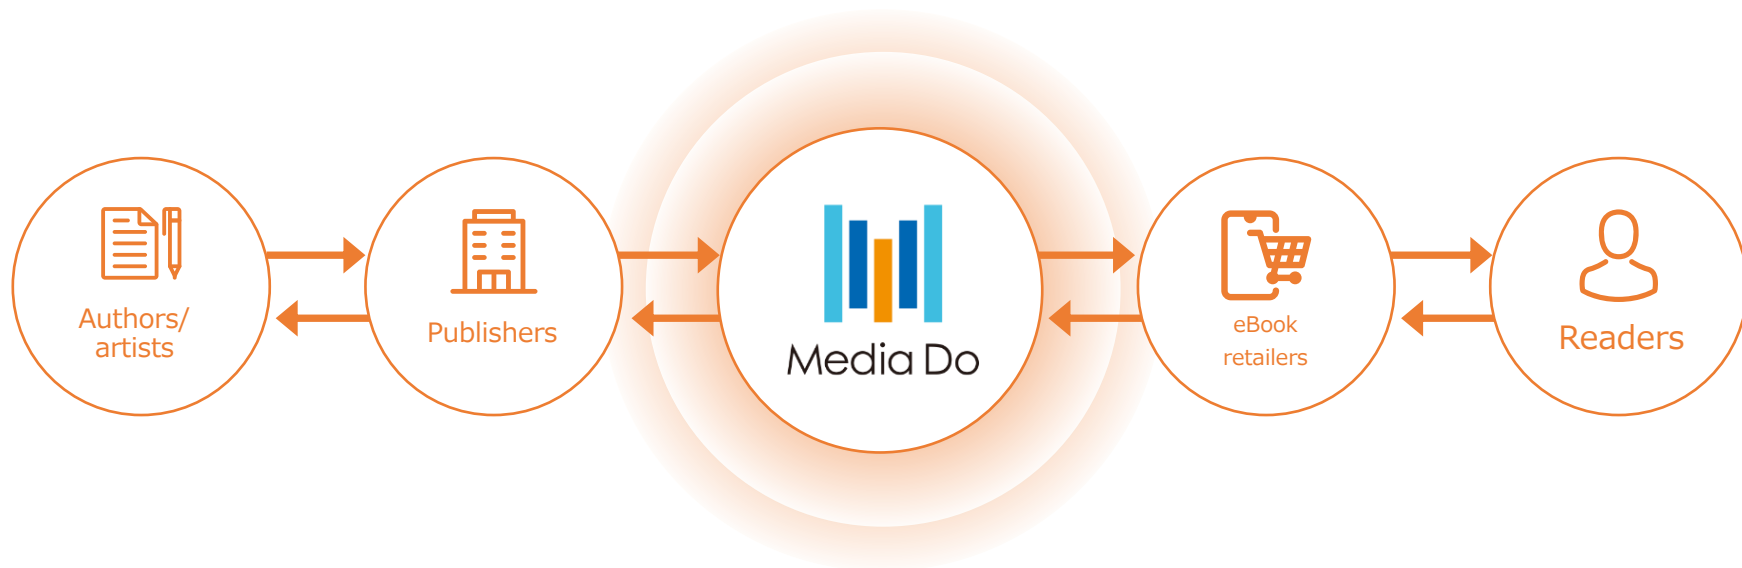 Authors/
artists
Publishers
Media Do
eBook
retailers
Readers